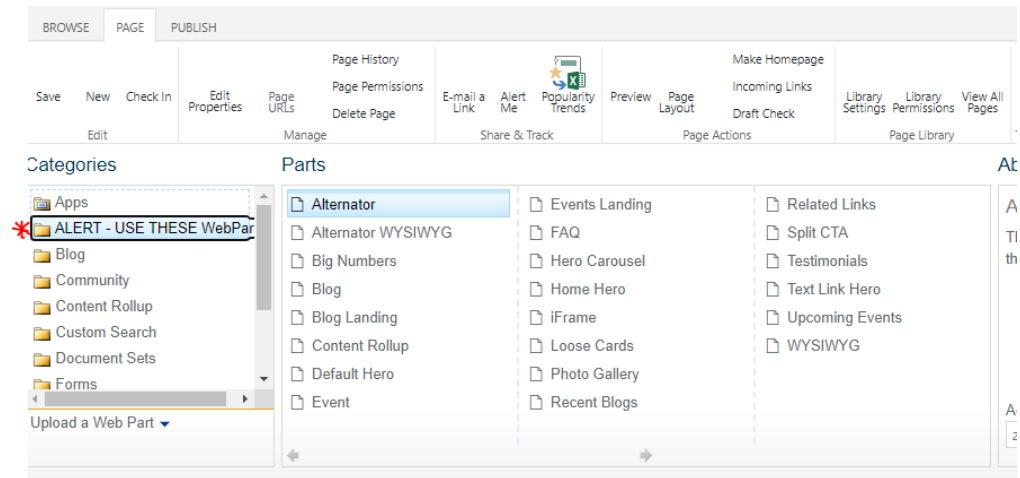 BROWSE PAGE PUBLISH
Save
New
Check In
Edit
Properties
Page
URLs
Page History
Page Permissions
Delete Page
E-mail a
Link
Alert
Me
Popularity
Trends
Preview
Page
Layout
Make Homepage
Incoming Links
Draft Check
Library
Settings
Library
Permissions
View All
Pages
Edit
Manage
Share & Track
Page Actions
Page Library
Categories
Apps
ALERT - USE THESE WebPar
Blog
Community
Content Rollup
Custom Search
Document Sets
Forms
Upload a Web Part
Parts
Alternator
Alternator WYSIWYG
Big Numbers
Blog
Blog Landing
Content Rollup
Default Hero
Event
Events Landing
FAQ
Hero Carousel
Home Hero
iFrame
Loose Cards
Photo Gallery
Recent Blogs
Related Links
Split CTA
Testimonials
Text Link Hero
Upcoming Events
WYSIWYG